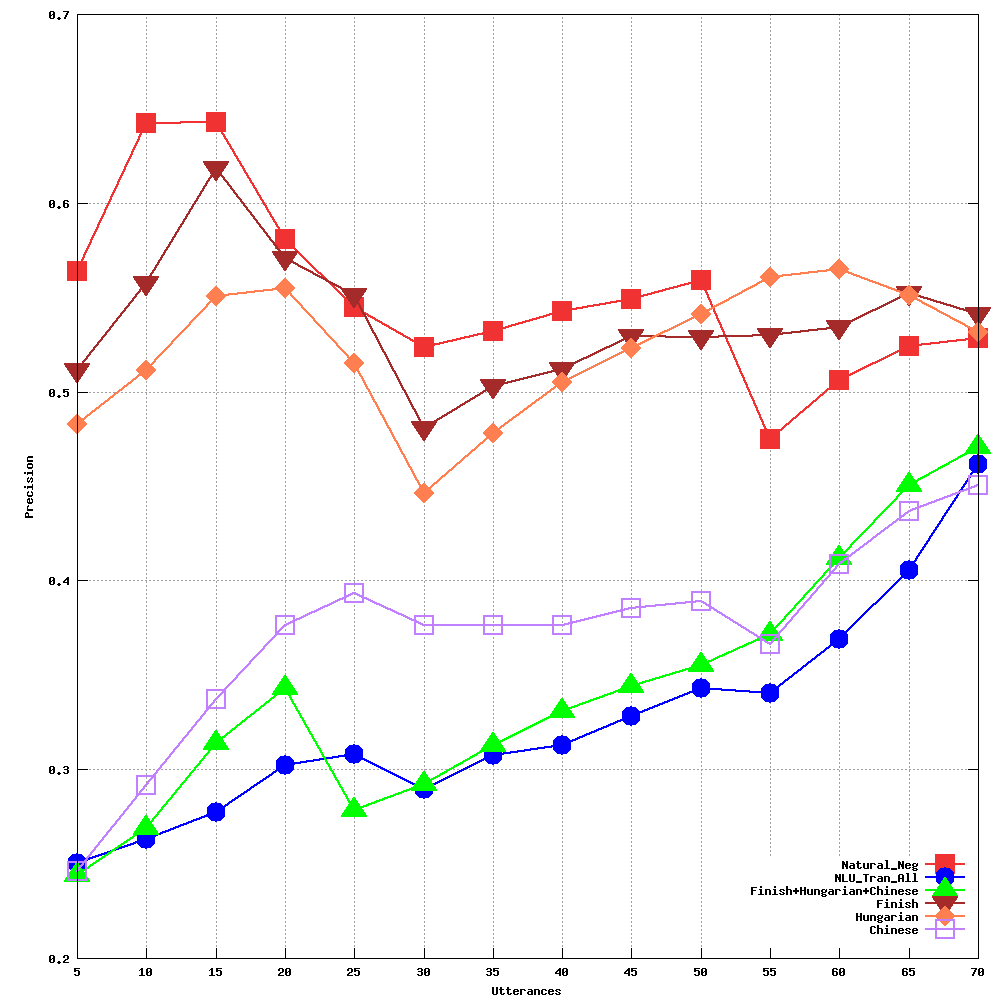 0.7
0.6
0.5
0.4
0.3
0.2
Precision
5 10 15 20 25 30 35 40 45 50 55 60 65 70
Utterances
Natural_Neg
NLU_Tran_All
Finish+Hungarian+Chinese
Finish
Hungarian
Chinese